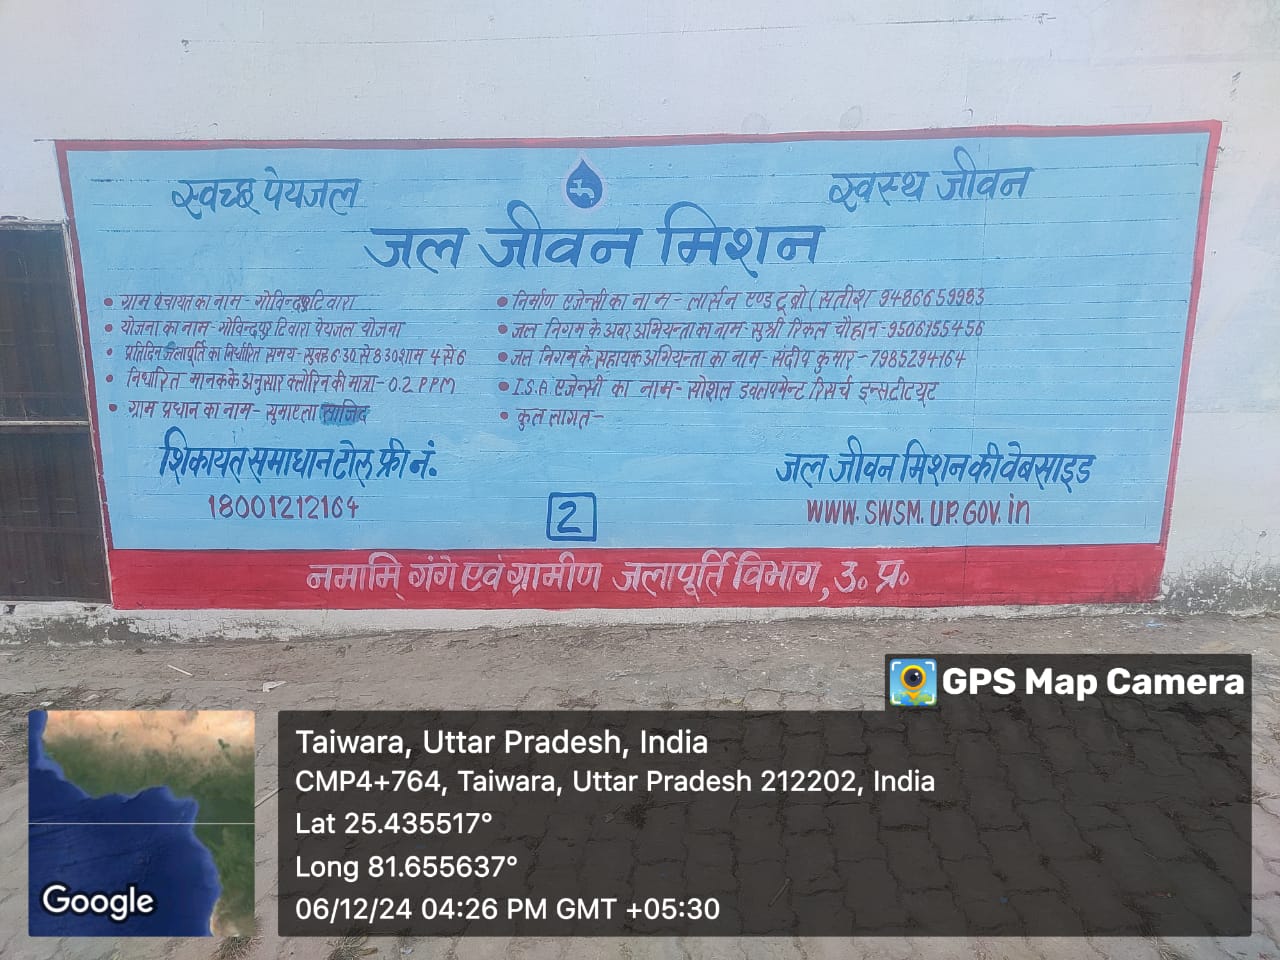 स्वच्छ पेयजल
स्वस्थ जीवन
जल जीवन मिशन
• ग्राम पंचायत का नाम - गोविन्दपुर टिवारा
• योजना का नाम - गोविन्दपुर टिवारा पेयजल योजना
• प्रतिदिन जलापूर्ति का निर्धारित समय - सुबह 6:30 से 8:30 शाम 4 से 6
• निर्धारित मानक के अनुसार क्लोरिन की मात्रा - 0.2 PPM
• ग्राम प्रधान का नाम - साजिद
• निर्माण एजेन्सी का नाम - लार्सन एण्ड टूब्रो ( सतीश 9486659983
• जल निगम के अवर अभियन्ता का नाम - सुश्री रिंकल चौहान - 9506155456
• जल निगम के सहायक अभियन्ता का नाम - संदीप कुमार - 7985294164
• I.S.A एजेन्सी का नाम - सोशल डवलपमेन्ट रिसर्च इन्सटीटयूट
• कुल लागत -
शिकायत समाधान टोल फ्री नं.
18001212164
2
जल जीवन मिशन की वेबसाइड
WWW.SWSM.UP.GOV.in
नमामि गंगे एवं ग्रामीण जलापूर्ति विभाग, उ० प्र०
GPS Map Camera
Taiwara, Uttar Pradesh, India
CMP4+764, Taiwara, Uttar Pradesh 212202, India
Lat 25.435517°
Long 81.655637°
06/12/24 04:26 PM GMT +05:30
Google